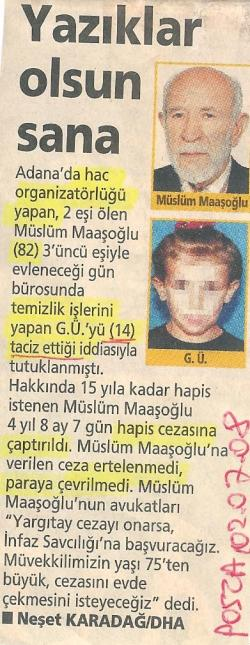 Yazıklar
olsun
sana
Müslüm Maaşoğlu
G. Ü.
Adana'da hac
organizatörlüğü
yapan, 2 eşi ölen
Müslüm Maaşoğlu
(82) 3'üncü eşiyle
evleneceği gün
bürosunda
temizlik işlerini
yapan G.Ü.'yü (14)
taciz ettiği iddiasıyla
tutuklanmıştı.
Hakkında 15 yıla kadar hapis
istenen Müslüm Maaşoğlu
4 yıl 8 ay 7 gün hapis cezasına
çaptırıldı. Müslüm Maaşoğlu'na
verilen ceza ertelenmedi,
paraya çevrilmedi. Müslüm
Maaşoğlu'nun avukatları
"Yargıtay cezayı onarsa,
İnfaz Savcılığı'na başvuracağız.
Müvekkilimizin yaşı 75'ten
büyük, cezasını evde
çekmesini isteyeceğiz" dedi.
■ Neşet KARADAĞ/DHA